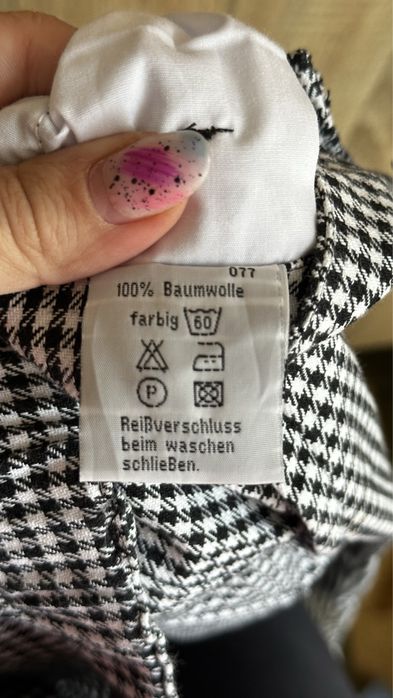 077
100% Baumwolle
farbig 60
P
Reißverschluss
beim waschen
schließen.